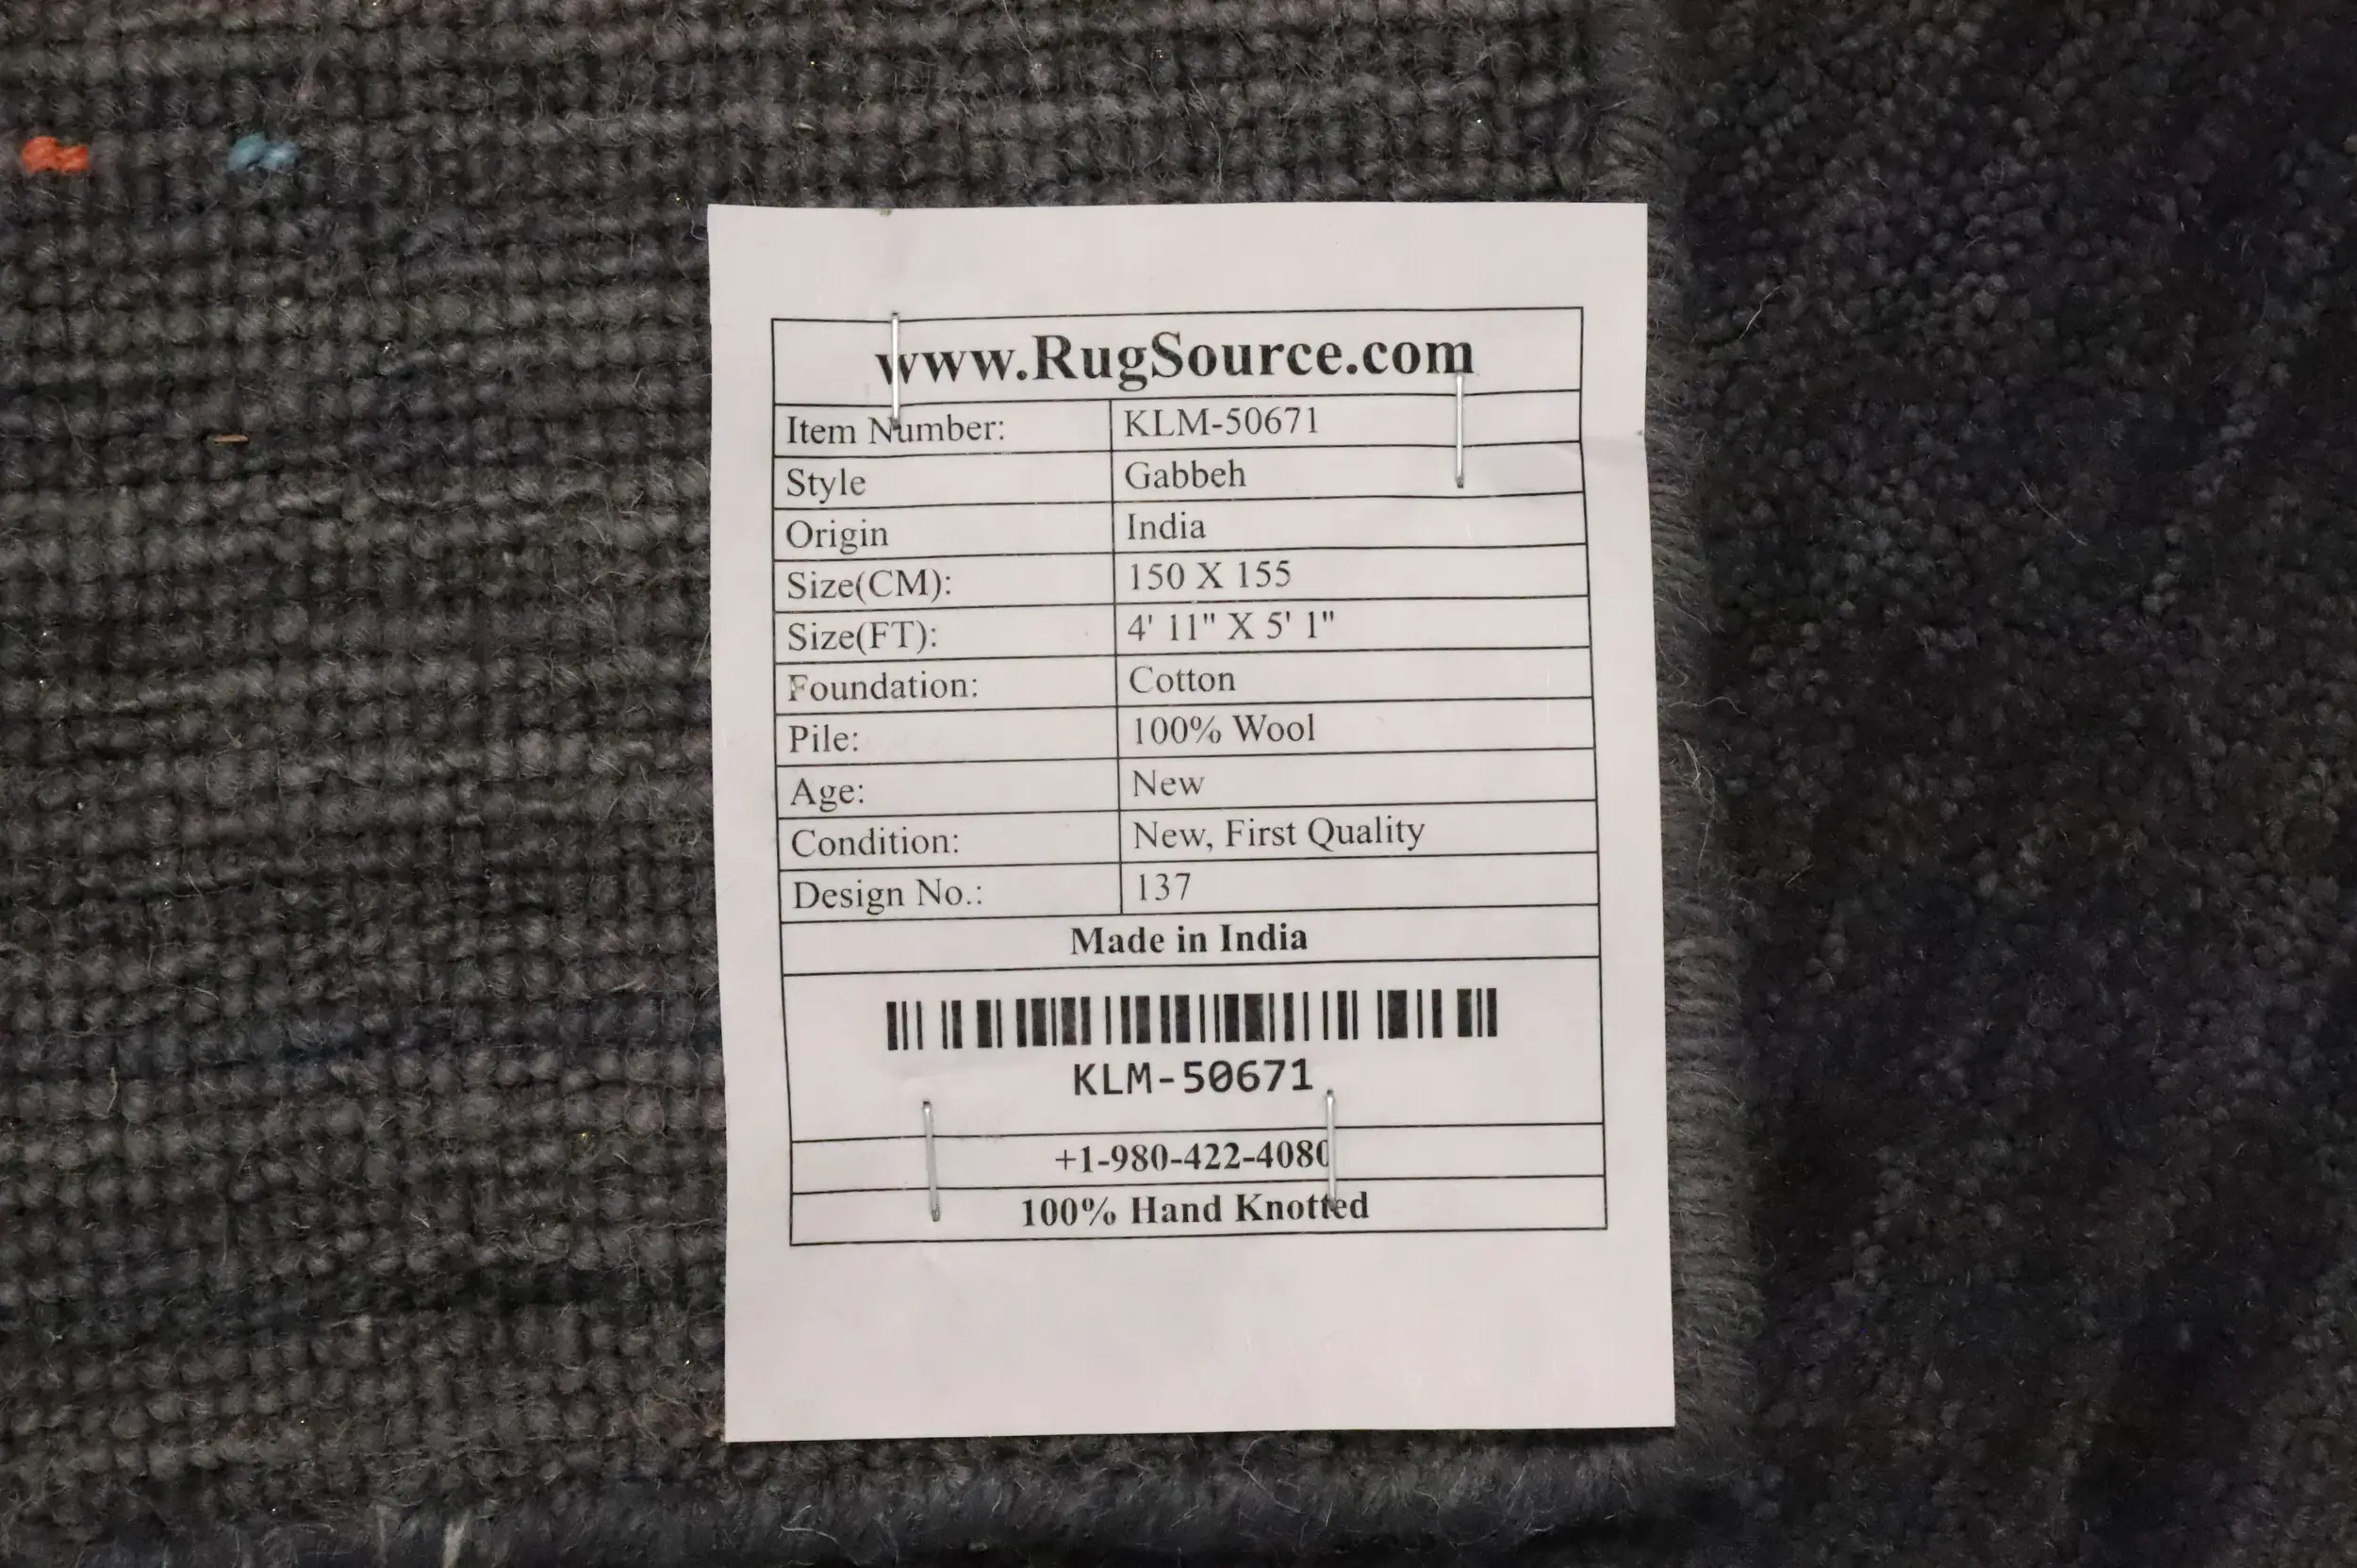 www.RugSource.com
Item Number: KLM-50671
Style Gabbeh
Origin India
Size(CM): 150 X 155
Size(FT): 4' 11" X 5' 1"
Foundation: Cotton
Pile: 100% Wool
Age: New
Condition: New, First Quality
Design No.: 137
Made in India
KLM-50671
+1-980-422-4080
100% Hand Knotted